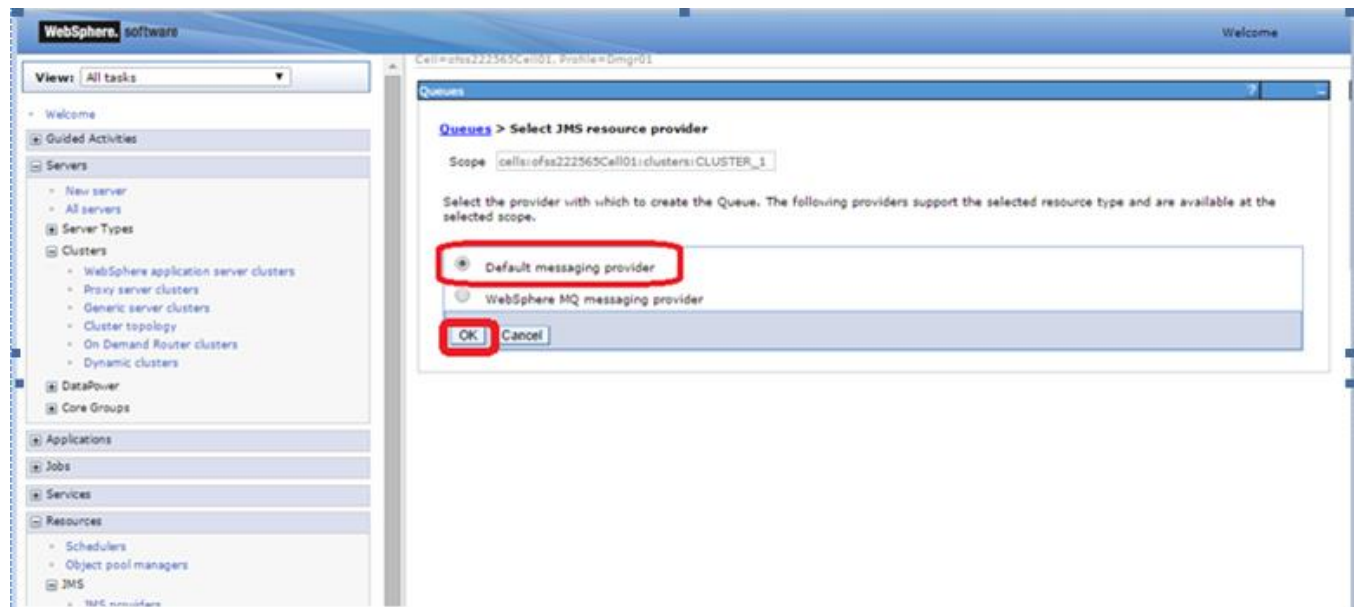 WebSphere. software
Welcome
View: All tasks
Welcome
Guided Activities
Servers
New server
All servers
Server Types
Clusters
WebSphere application server clusters
Proxy server clusters
Generic server clusters
Cluster topology
On Demand Router clusters
Dynamic clusters
DataPower
Core Groups
Applications
Jobs
Services
Resources
Schedulers
Object pool managers
JMS
JMS providers
Cell=ofss222565Cell01, Profile=Dmgr01
Queues ? -
Queues > Select JMS resource provider
Scope cells:ofss222565Cell01:clusters:CLUSTER_1
Select the provider with which to create the Queue. The following providers support the selected resource type and are available at the
selected scope.
Default messaging provider
WebSphere MQ messaging provider
OK Cancel